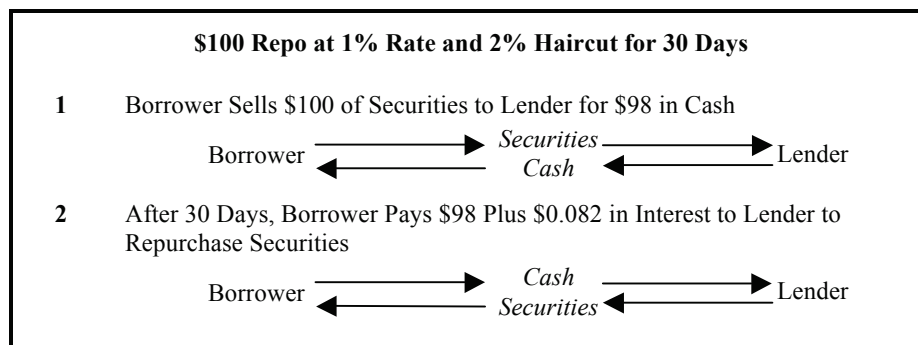 $100 Repo at 1% Rate and 2% Haircut for 30 Days
1 Borrower Sells $100 of Securities to Lender for $98 in Cash
Securities
Borrower Lender
Cash
2 After 30 Days, Borrower Pays $98 Plus $0.082 in Interest to Lender to
Repurchase Securities
Cash
Borrower Lender
Securities